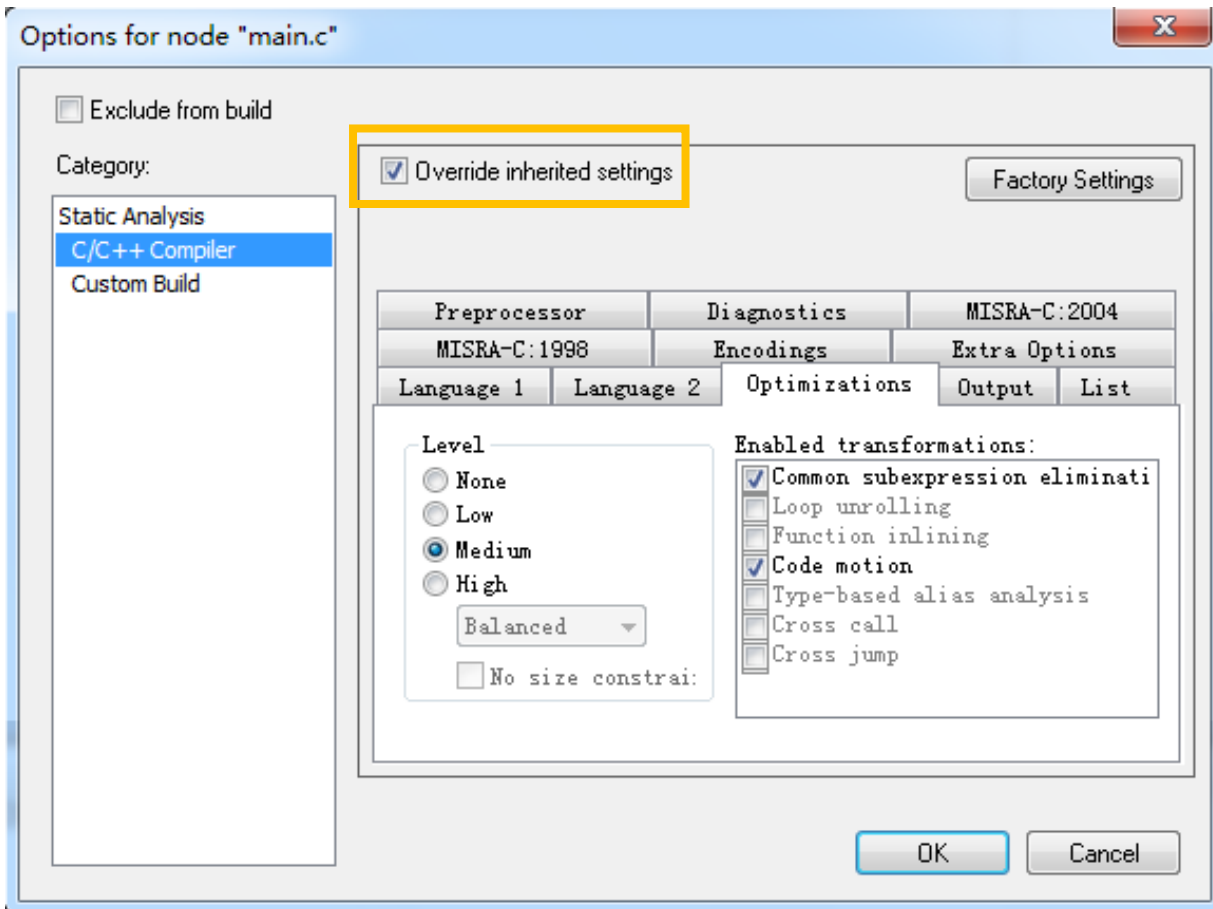 Options for node "main.c"
Exclude from build
Category:
Static Analysis
C/C++ Compiler
Custom Build
Override inherited settings
Factory Settings
Preprocessor Diagnostics MISRA-C:2004
MISRA-C:1998 Encodings Extra Options
Language 1 Language 2 Optimizations Output List
Level
None
Low
Medium
High
Balanced
No size constrai:
Enabled transformations:
Common subexpression eliminati
Loop unrolling
Function inlining
Code motion
Type-based alias analysis
Cross call
Cross jump
OK Cancel